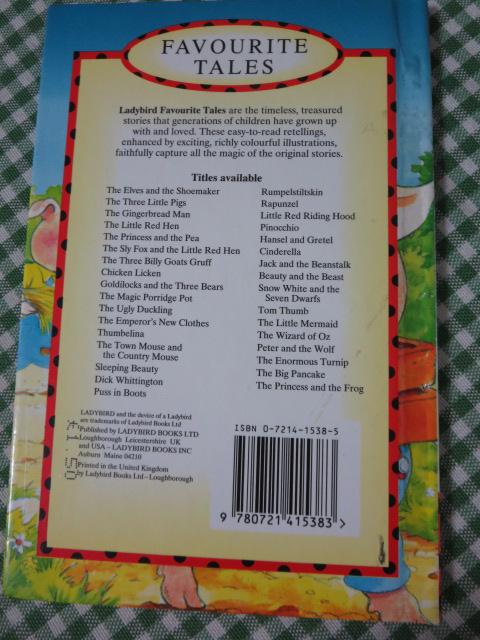 FAVOURITE
TALES
Ladybird Favourite Tales are the timeless, treasured
stories that generations of children have grown up
with and loved. These easy-to-read retellings,
enhanced by exciting, richly colourful illustrations,
faithfully capture all the magic of the original stories.
Titles available
The Elves and the Shoemaker
The Three Little Pigs
The Gingerbread Man
The Little Red Hen
The Princess and the Pea
The Sly Fox and the Little Red Hen
The Three Billy Goats Gruff
Chicken Licken
Goldilocks and the Three Bears
The Magic Porridge Pot
The Ugly Duckling
The Emperor's New Clothes
Thumbelina
The Town Mouse and
the Country Mouse
Sleeping Beauty
Dick Whittington
Puss in Boots
Rumpelstiltskin
Rapunzel
Little Red Riding Hood
Pinocchio
Hansel and Gretel
Cinderella
Jack and the Beanstalk
Beauty and the Beast
Snow White and the
Seven Dwarfs
Tom Thumb
The Little Mermaid
The Wizard of Oz
Peter and the Wolf
The Enormous Turnip
The Big Pancake
The Princess and the Frog
LADYBIRD and the device of a Ladybird
are trademarks of Ladybird Books Ltd
Published by LADYBIRD BOOKS LTD
Loughborough Leicestershire UK
and USA – LADYBIRD BOOKS INC
Auburn Maine 04210
Printed in the United Kingdom
by Ladybird Books Ltd – Loughborough
ISBN 0-7214-1538-5
9 780721 415383 >